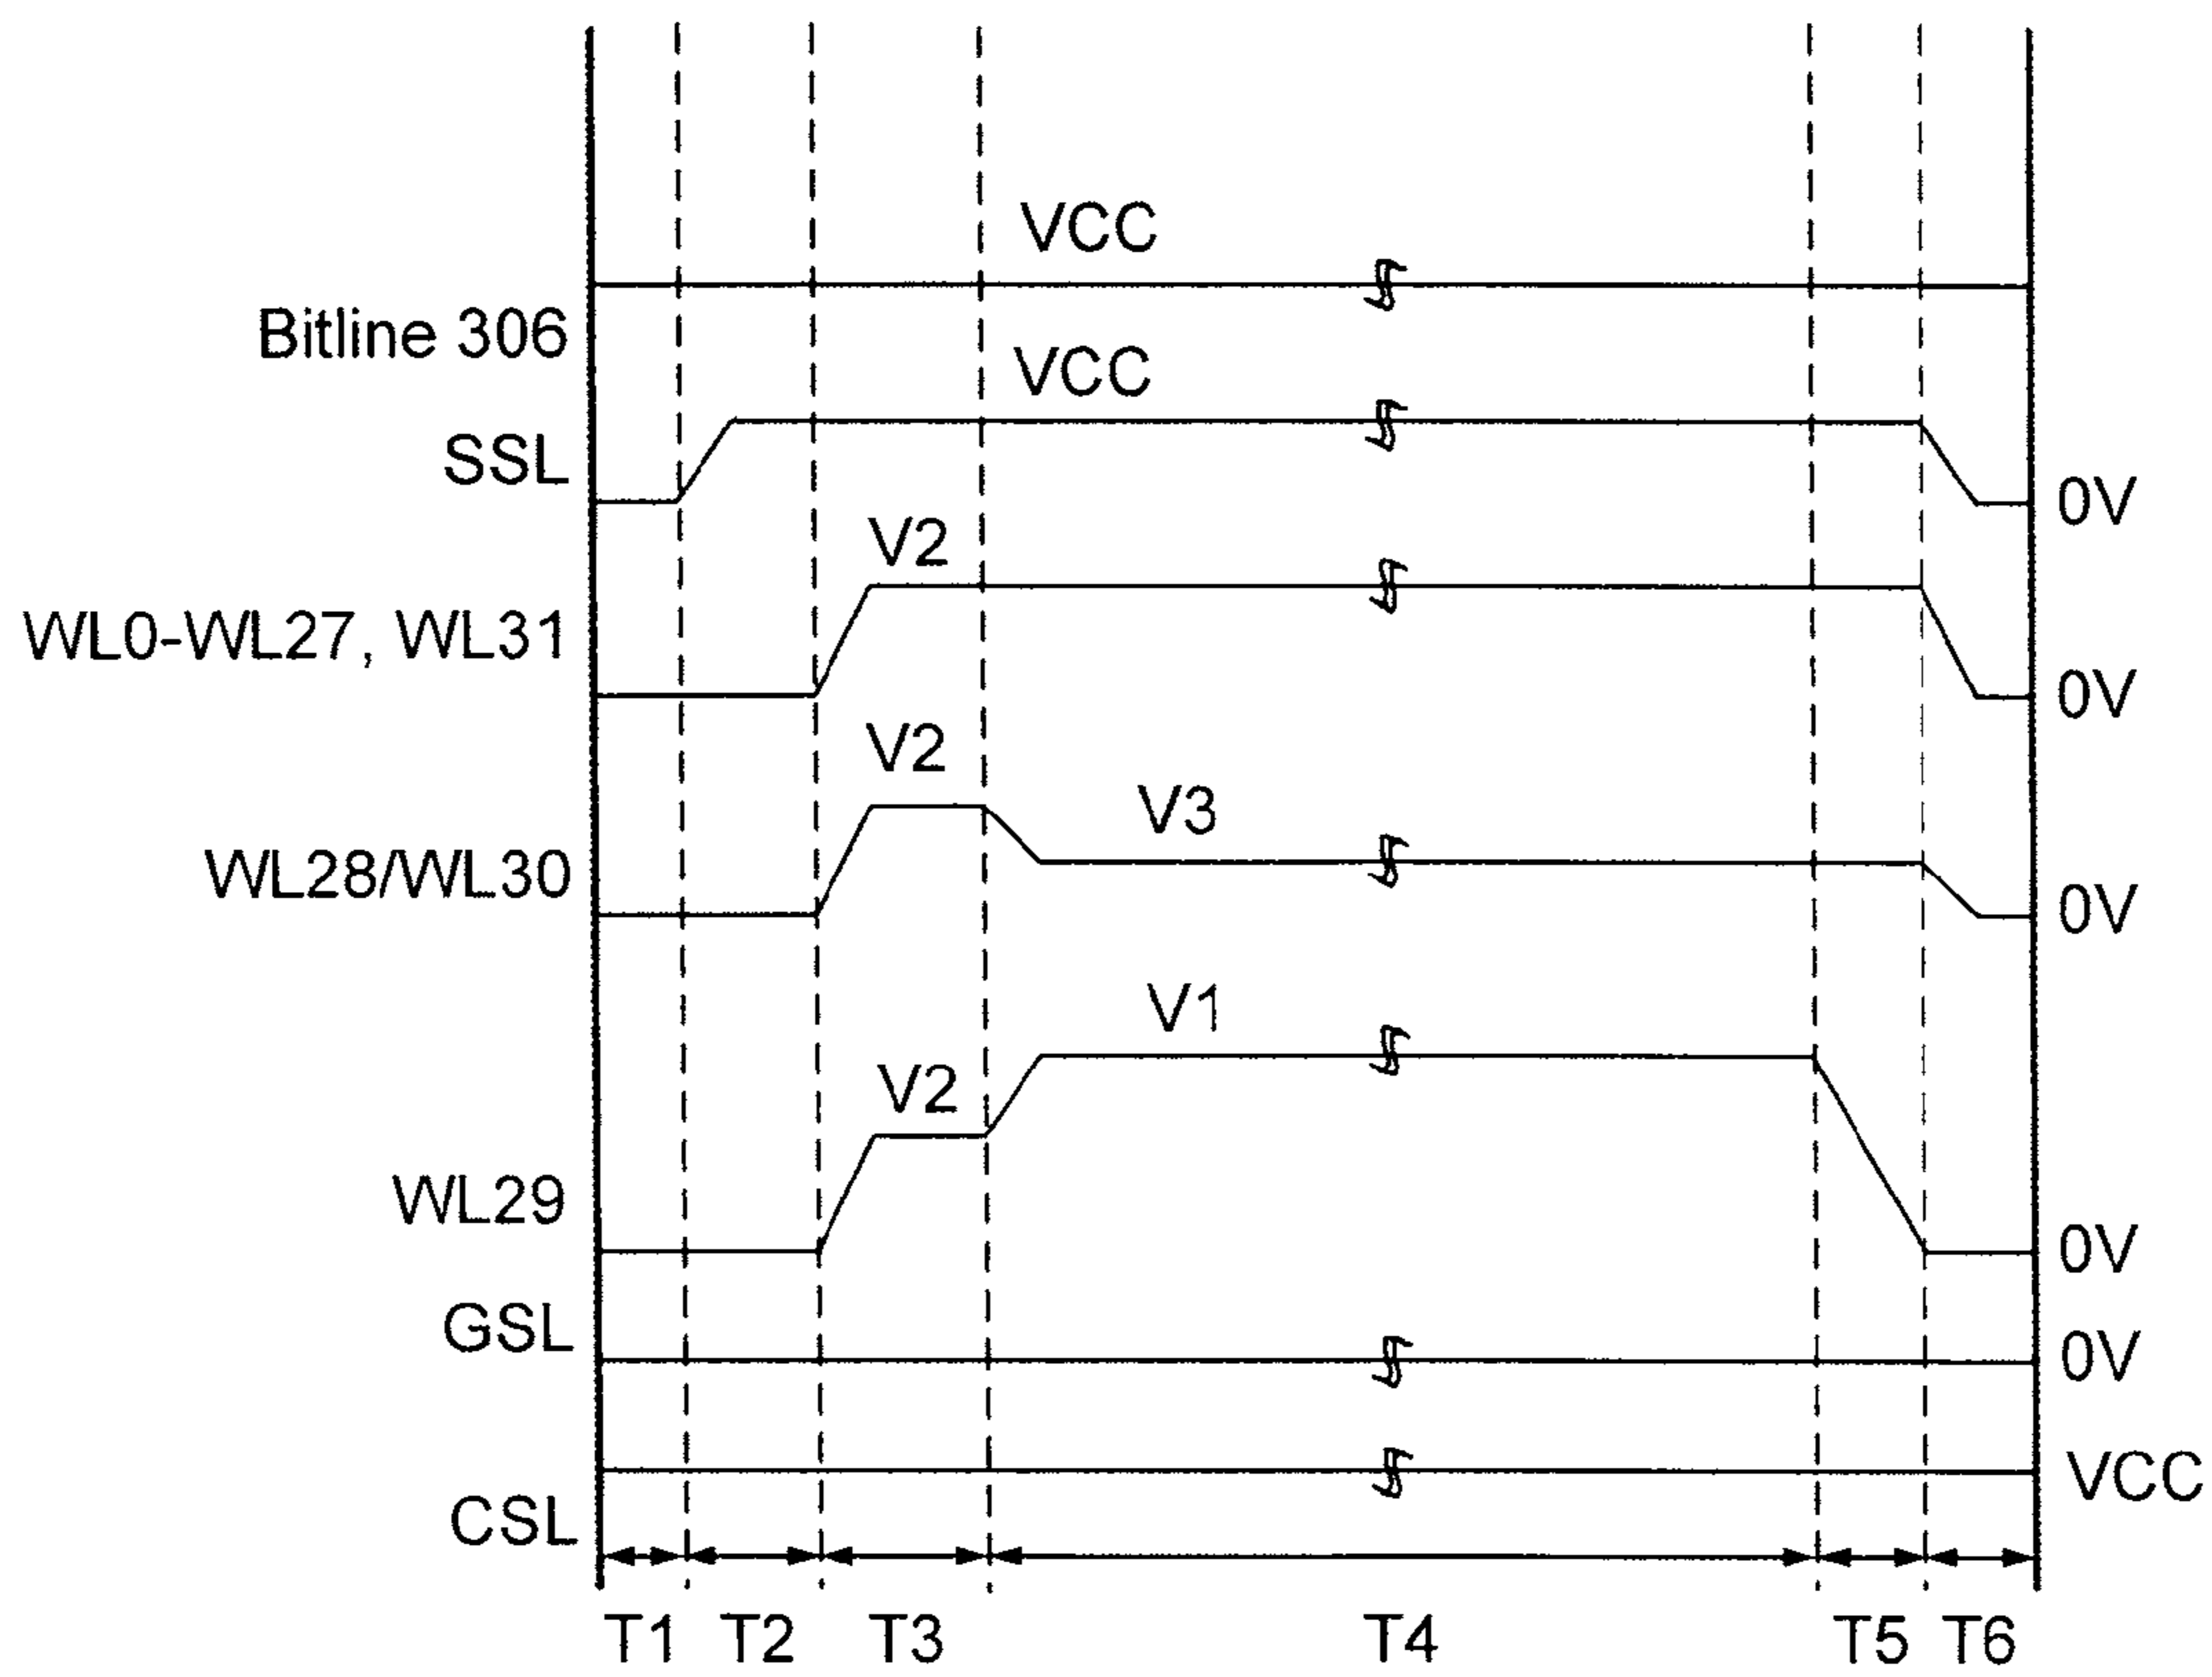 VCC
Bitline 306
VCC
SSL
0V
V2
WL0-WL27, WL31
0V
V2
V3
WL28/WL30
0V
V1
V2
WL29
0V
GSL
0V
VCC
CSL
T1 T2 T3 T4 T5 T6